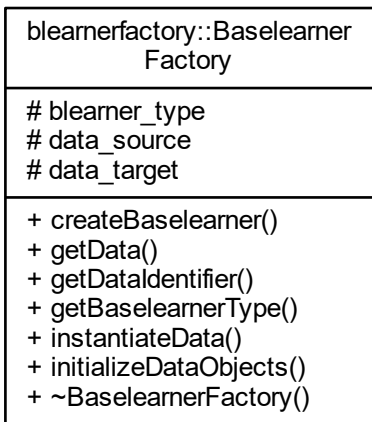 blearnerfactory::Baselearner
Factory
# blearner_type
# data_source
# data_target
+ createBaselearner()
+ getData()
+ getDataIdentifier()
+ getBaselearnerType()
+ instantiateData()
+ initializeDataObjects()
+ ~BaselearnerFactory()